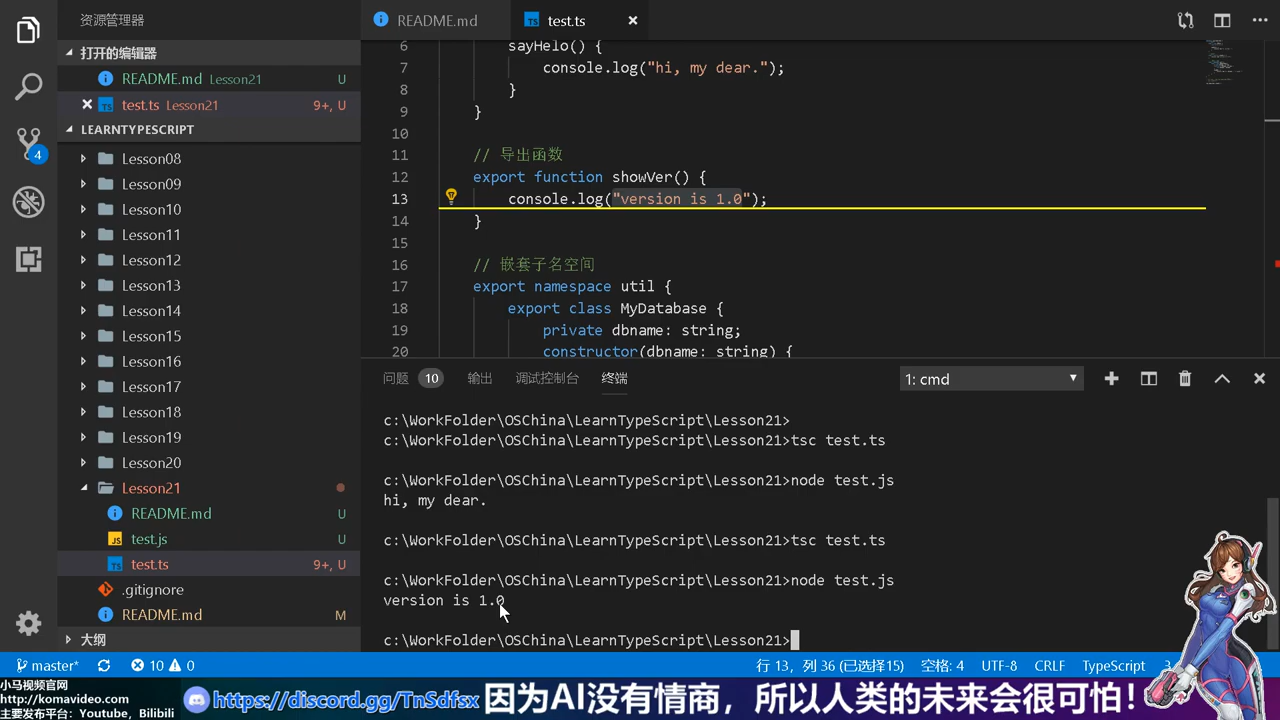 资源管理器
打开的编辑器
README.md Lesson21 U
test.ts Lesson21 9+, U
LEARNTYPESCRIPT
Lesson08
Lesson09
Lesson10
Lesson11
Lesson12
Lesson13
Lesson14
Lesson15
Lesson16
Lesson17
Lesson18
Lesson19
Lesson20
Lesson21
README.md U
test.js U
test.ts 9+, U
.gitignore
README.md M
大纲
4
README.md
test.ts
6 sayHelo() {
7 console.log("hi, my dear.");
8 }
9 }
10
11 // 导出函数
12 export function showVer() {
13 console.log("version is 1.0");
14 }
15
16 // 嵌套子名空间
17 export namespace util {
18 export class MyDatabase {
19 private dbname: string;
20 constructor(dbname: string) {
问题 10 输出 调试控制台 终端 1: cmd
c:\WorkFolder\OSChina\LearnTypeScript\Lesson21>
c:\WorkFolder\OSChina\LearnTypeScript\Lesson21>tsc test.ts
c:\WorkFolder\OSChina\LearnTypeScript\Lesson21>node test.js
hi, my dear.
c:\WorkFolder\OSChina\LearnTypeScript\Lesson21>tsc test.ts
c:\WorkFolder\OSChina\LearnTypeScript\Lesson21>node test.js
version is 1.0
c:\WorkFolder\OSChina\LearnTypeScript\Lesson21>
master* 10 0 行 13，列 36 (已选择15) 空格: 4 UTF-8 CRLF TypeScript
小马视频官网
http://komavideo.com
主要发布平台: Youtube, Bilibili
https://discord.gg/TnSdfsx 因为AI没有情商，所以人类的未来会很可怕！